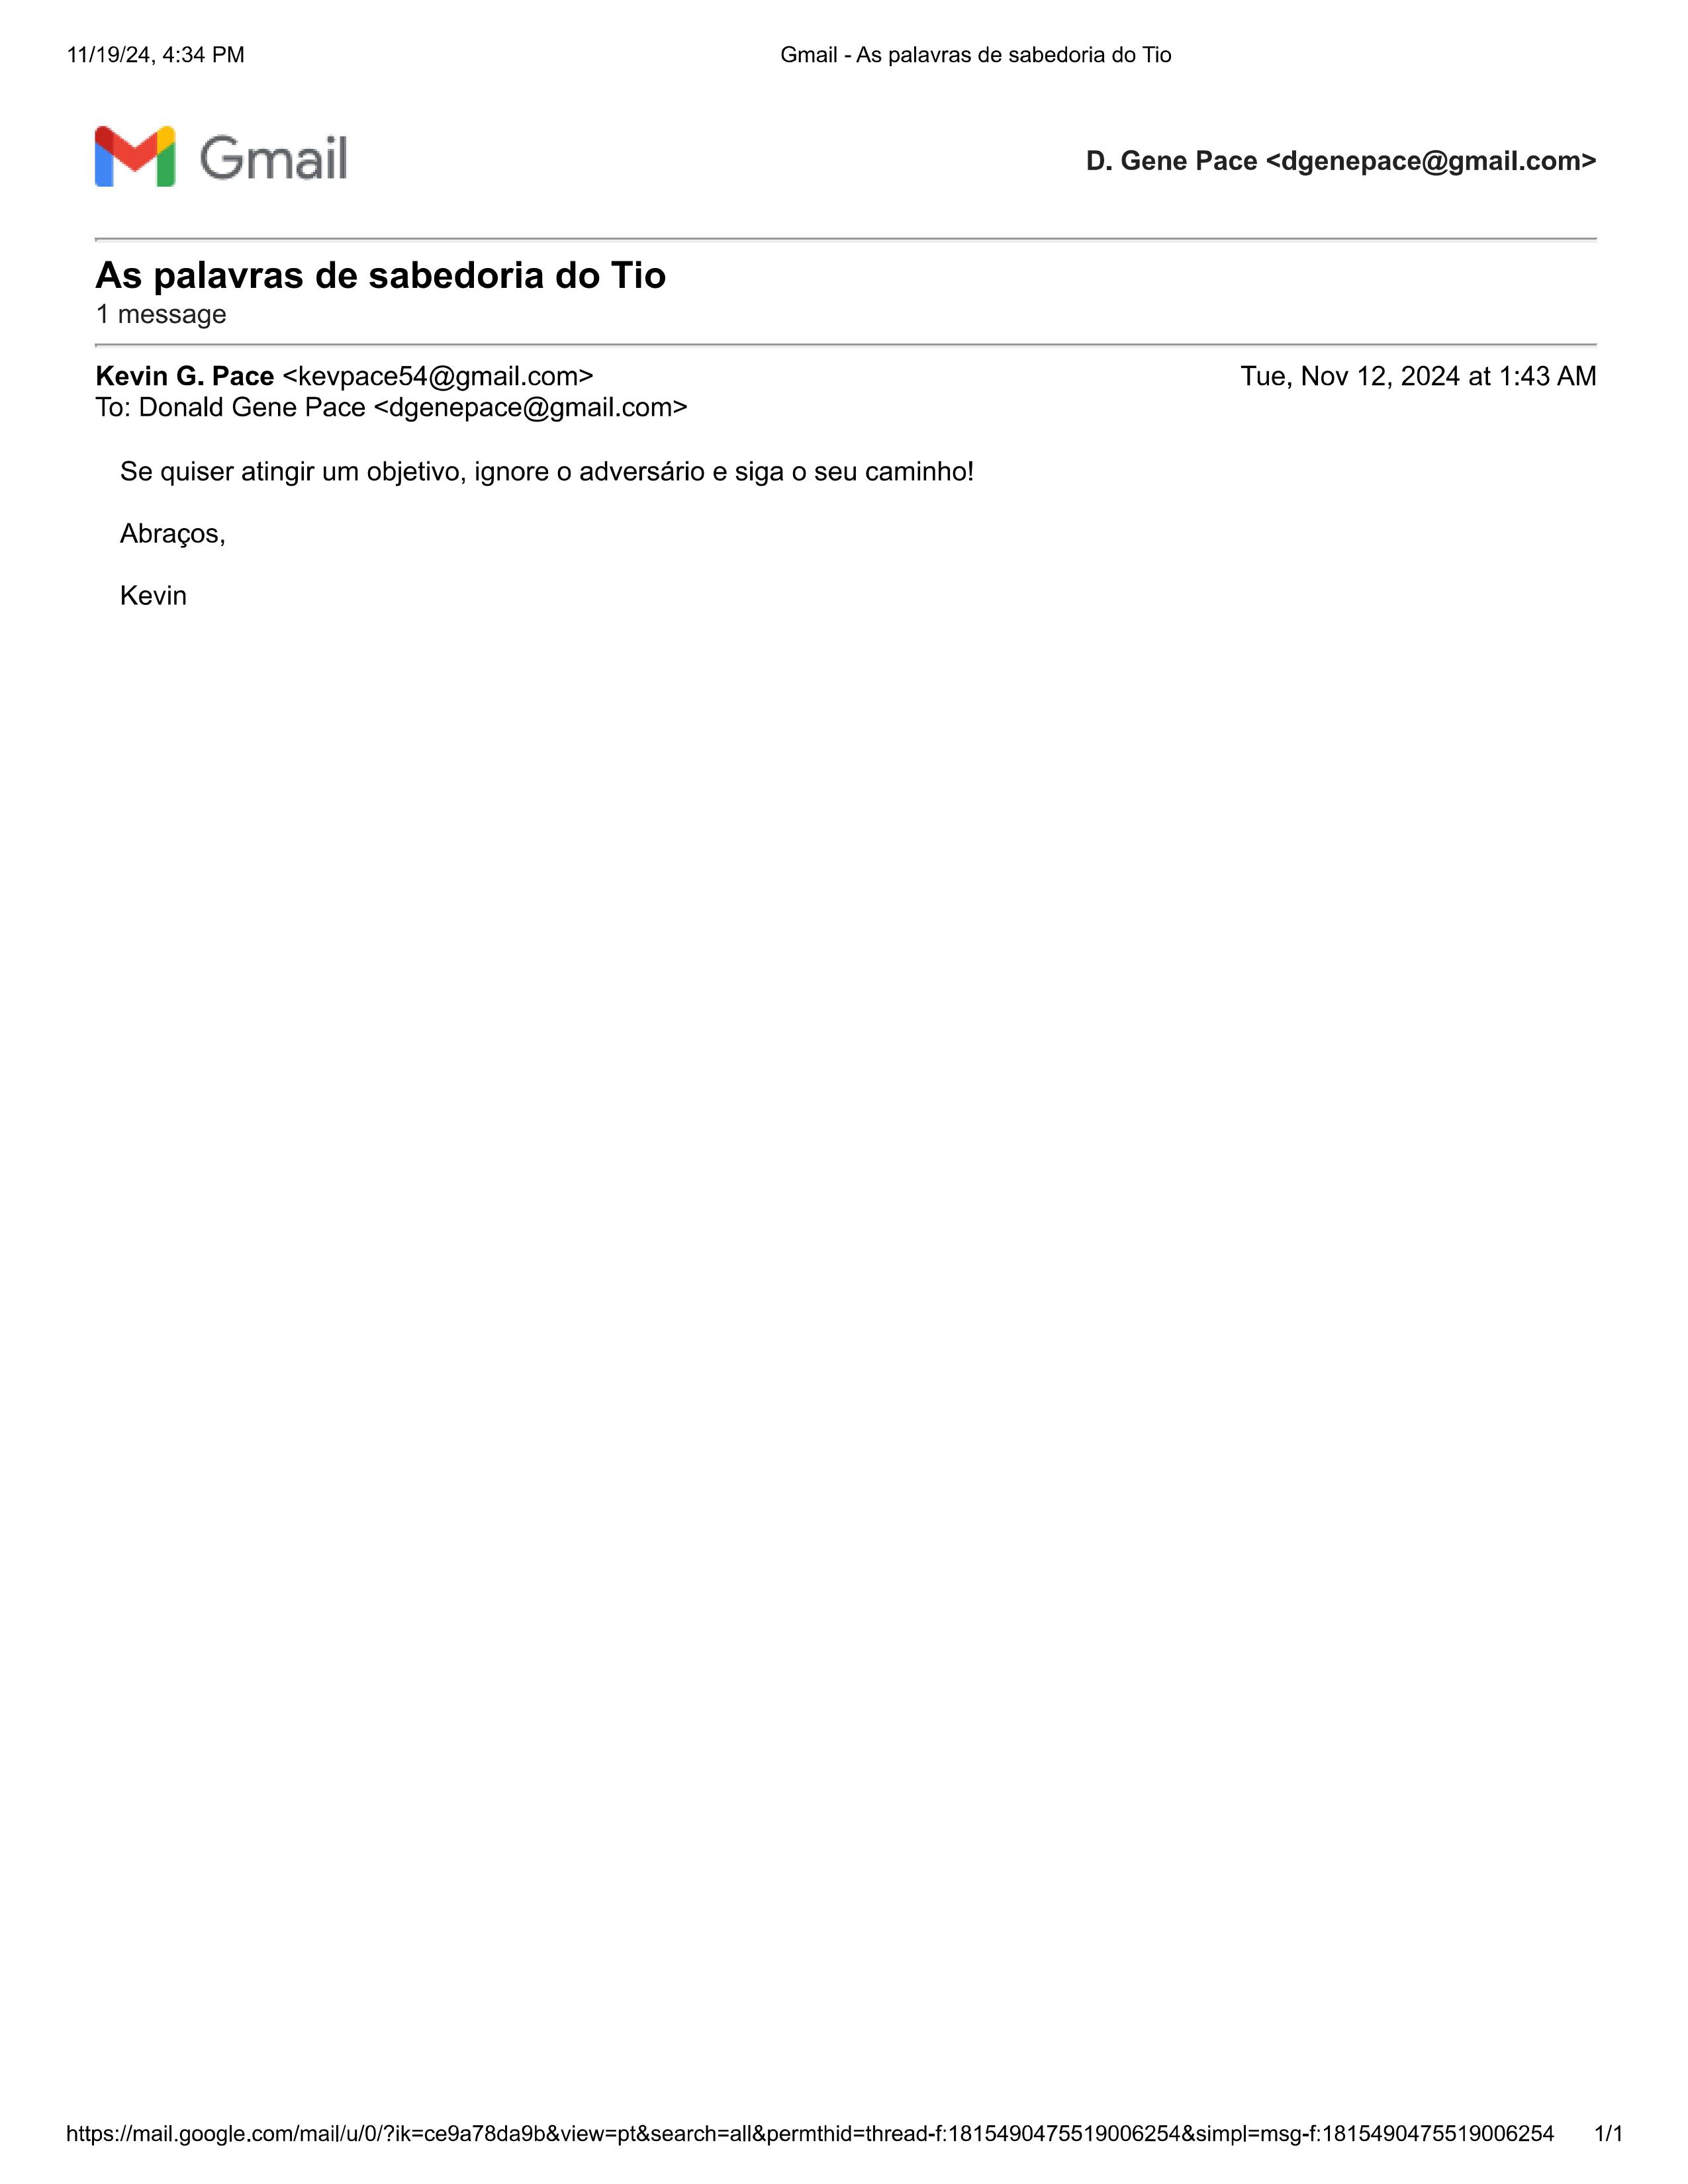 11/19/24, 4:34 PM Gmail - As palavras de sabedoria do Tio
Gmail D. Gene Pace <dgenepace@gmail.com>
As palavras de sabedoria do Tio
1 message
Kevin G. Pace <kevpace54@gmail.com> Tue, Nov 12, 2024 at 1:43 AM
To: Donald Gene Pace <dgenepace@gmail.com>
Se quiser atingir um objetivo, ignore o adversário e siga o seu caminho!
Abraços,
Kevin
https://mail.google.com/mail/u/0/?ik=ce9a78da9b&view=pt&search=all&permthid=thread-f:1815490475519006254&simpl=msg-f:1815490475519006254 1/1